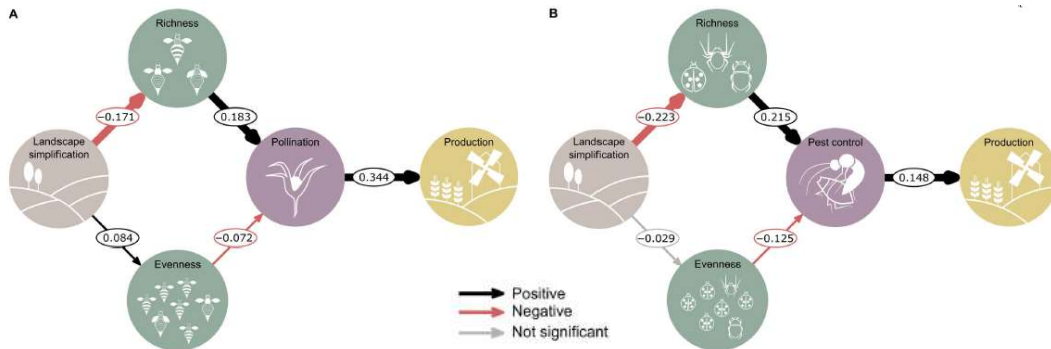 A
Richness
−0.171
0.183
Landscape
simplification
Pollination
Production
0.344
0.084
−0.072
Evenness
B
Richness
−0.223
0.215
Landscape
simplification
Pest control
Production
0.148
−0.029
−0.125
Evenness
Positive
Negative
Not significant